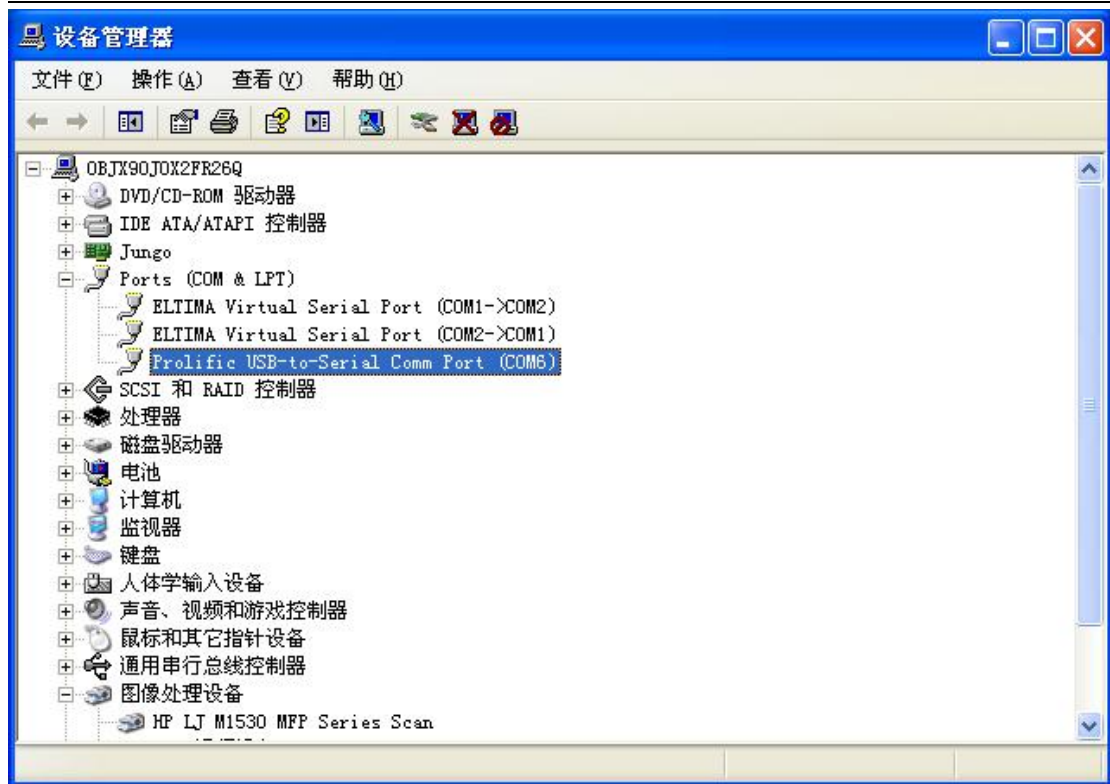 设备管理器
文件(F) 操作(A) 查看(V) 帮助(H)
OBJX90JOX2FR26Q
DVD/CD-ROM 驱动器
IDE ATA/ATAPI 控制器
Jungo
Ports (COM & LPT)
ELTIMA Virtual Serial Port (COM1->COM2)
ELTIMA Virtual Serial Port (COM2->COM1)
Prolific USB-to-Serial Comm Port (COM6)
SCSI 和 RAID 控制器
处理器
磁盘驱动器
电池
计算机
监视器
键盘
人体学输入设备
声音、视频和游戏控制器
鼠标和其它指针设备
通用串行总线控制器
图像处理设备
HP LJ M1530 MFP Series Scan